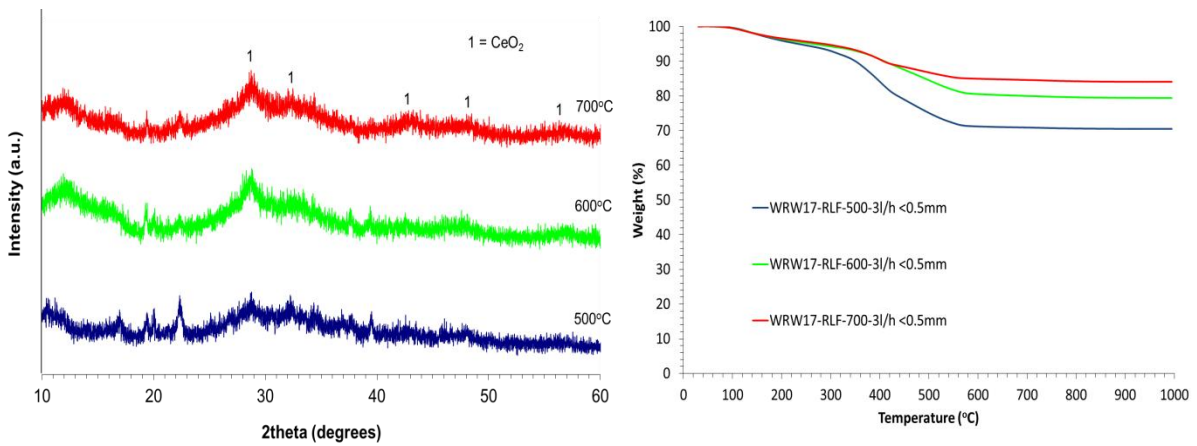 1 = CeO₂
1
1
1
1
1
700°C
600°C
500°C
Intensity (a.u.)
10 20 30 40 50 60
2theta (degrees)
100
90
80
70
60
50
40
30
20
10
0
Weight (%)
WRW17-RLF-500-3l/h <0.5mm
WRW17-RLF-600-3l/h <0.5mm
WRW17-RLF-700-3l/h <0.5mm
0 100 200 300 400 500 600 700 800 900 1000
Temperature (°C)